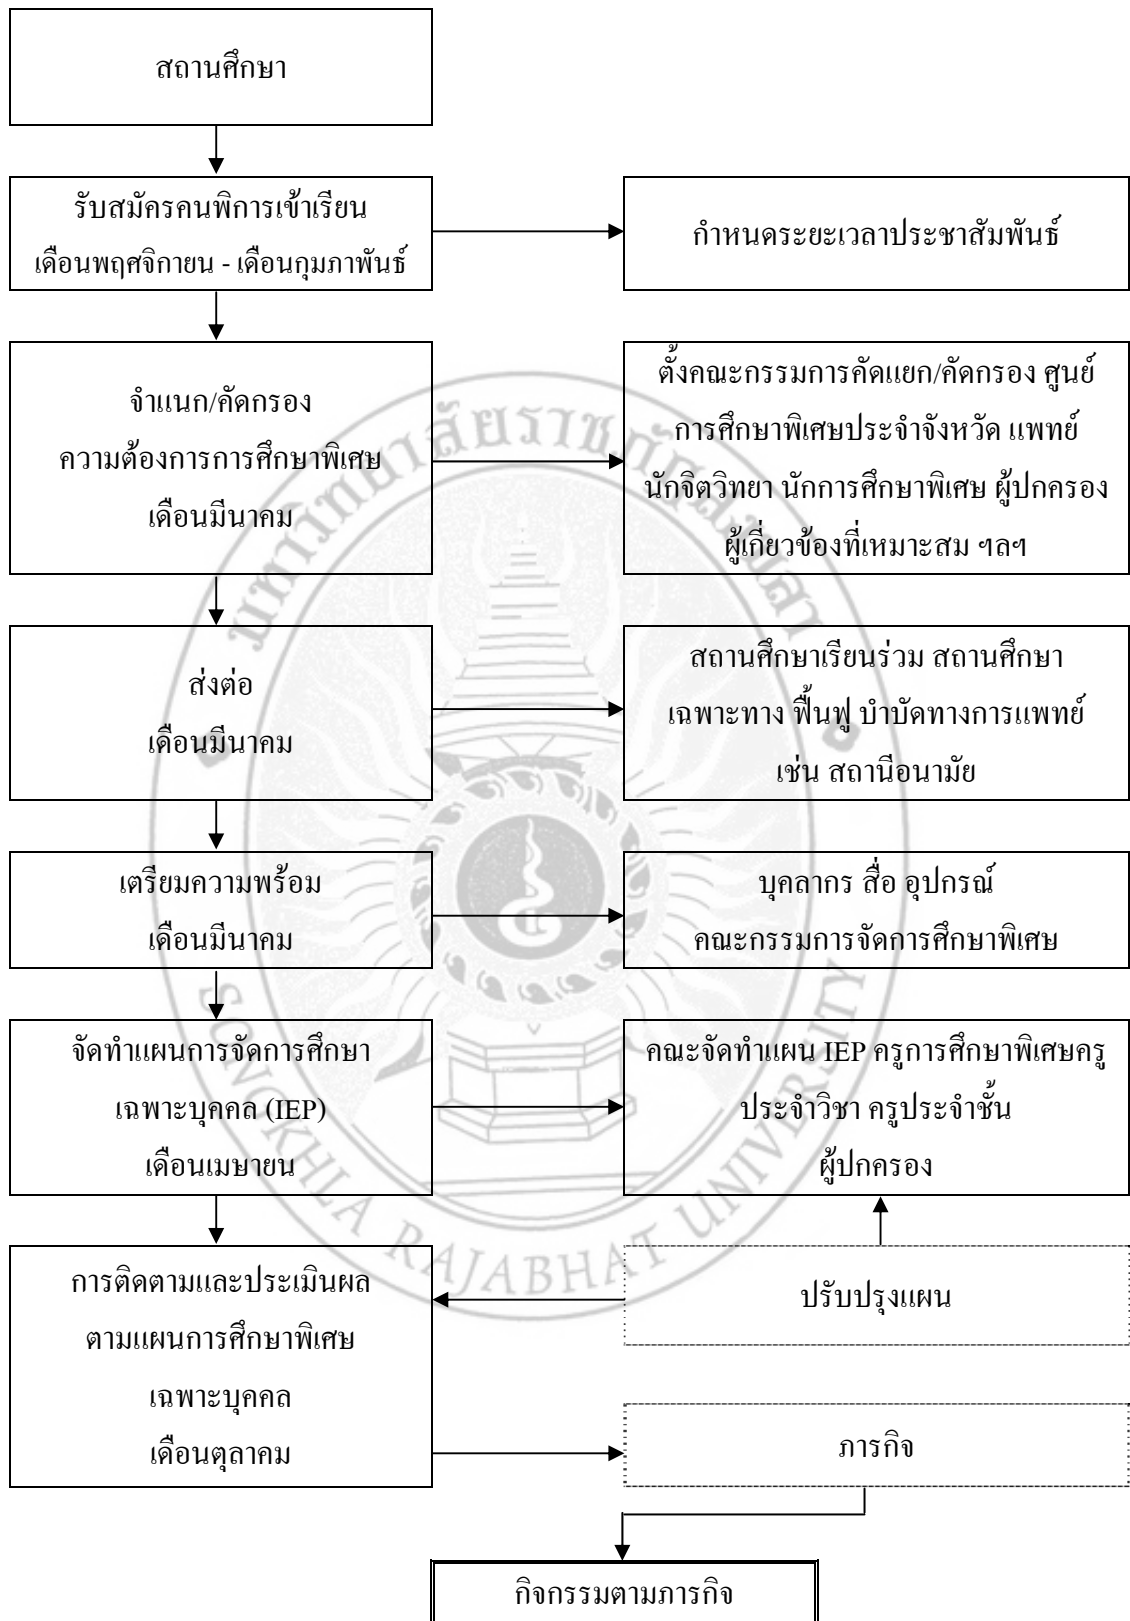 สถานศึกษา
รับสมัครคนพิการเข้าเรียน
เดือนพฤศจิกายน - เดือนกุมภาพันธ์
กำหนดระยะเวลาประชาสัมพันธ์
จำแนก/คัดกรอง
ความต้องการการศึกษาพิเศษ
เดือนมีนาคม
ตั้งคณะกรรมการคัดแยก/คัดกรอง ศูนย์
การศึกษาพิเศษประจำจังหวัด แพทย์
นักจิตวิทยา นักการศึกษาพิเศษ ผู้ปกครอง
ผู้เกี่ยวข้องที่เหมาะสม ฯลฯ
ส่งต่อ
เดือนมีนาคม
สถานศึกษาเรียนร่วม สถานศึกษา
เฉพาะทาง ฟื้นฟู บำบัดทางการแพทย์
เช่น สถานีอนามัย
เตรียมความพร้อม
เดือนมีนาคม
บุคลากร สื่อ อุปกรณ์
คณะกรรมการจัดการศึกษาพิเศษ
จัดทำแผนการจัดการศึกษา
เฉพาะบุคคล (IEP)
เดือนเมษายน
คณะจัดทำแผน IEP ครูการศึกษาพิเศษครู
ประจำวิชา ครูประจำชั้น
ผู้ปกครอง
การติดตามและประเมินผล
ตามแผนการศึกษาพิเศษ
เฉพาะบุคคล
เดือนตุลาคม
ปรับปรุงแผน
ภารกิจ
กิจกรรมตามภารกิจ
มหาวิทยาลัยราชภัฏสงขลา
SONGKHLA RAJABHAT UNIVERSITY